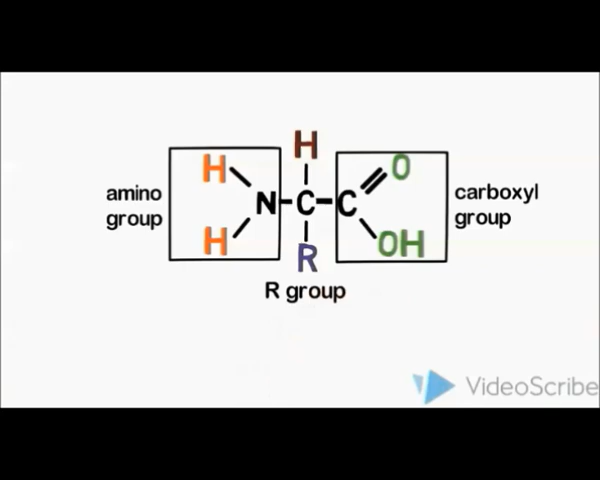 H
H O
amino
group
N C C
carboxyl
group
H OH
R
R group
VideoScribe